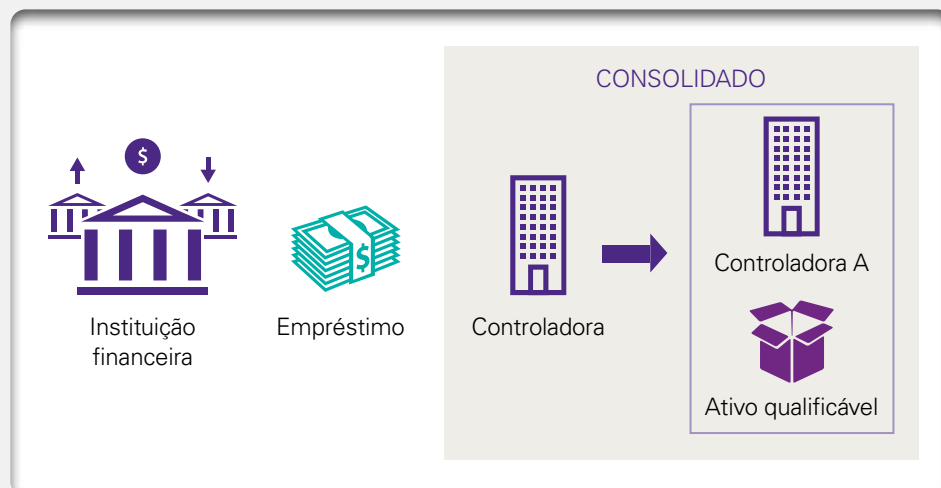 CONSOLIDADO
$
$
Instituição
financeira
Empréstimo
Controladora
Controladora A
Ativo qualificável